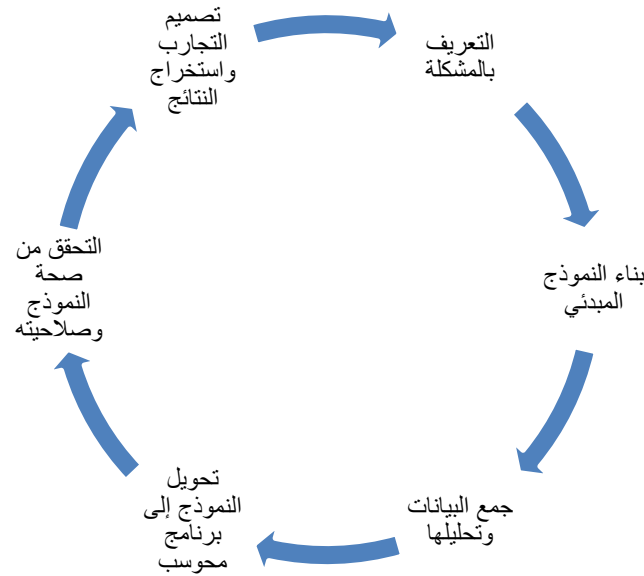 التعريف
بالمشكلة
بناء النموذج
المبدئي
جمع البيانات
وتحليلها
تحويل
النموذج إلى
برنامج
محوسب
التحقق من
صحة
النموذج
وصلاحيته
تصميم
التجارب
واستخراج
النتائج